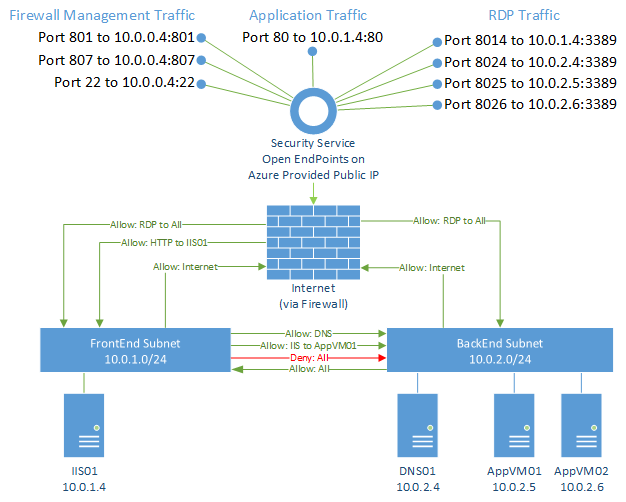 Firewall Management Traffic
Application Traffic
RDP Traffic
Port 801 to 10.0.0.4:801
Port 807 to 10.0.0.4:807
Port 22 to 10.0.0.4:22
Port 80 to 10.0.1.4:80
Port 8014 to 10.0.1.4:3389
Port 8024 to 10.0.2.4:3389
Port 8025 to 10.0.2.5:3389
Port 8026 to 10.0.2.6:3389
Security Service
Open EndPoints on
Azure Provided Public IP
Allow: RDP to All
Allow: HTTP to IIS01
Allow: Internet
Allow: RDP to All
Allow: Internet
Internet
(via Firewall)
FrontEnd Subnet
10.0.1.0/24
Allow: DNS
Allow: IIS to AppVM01
Deny: All
Allow: All
BackEnd Subnet
10.0.2.0/24
IIS01
10.0.1.4
DNS01
10.0.2.4
AppVM01
10.0.2.5
AppVM02
10.0.2.6